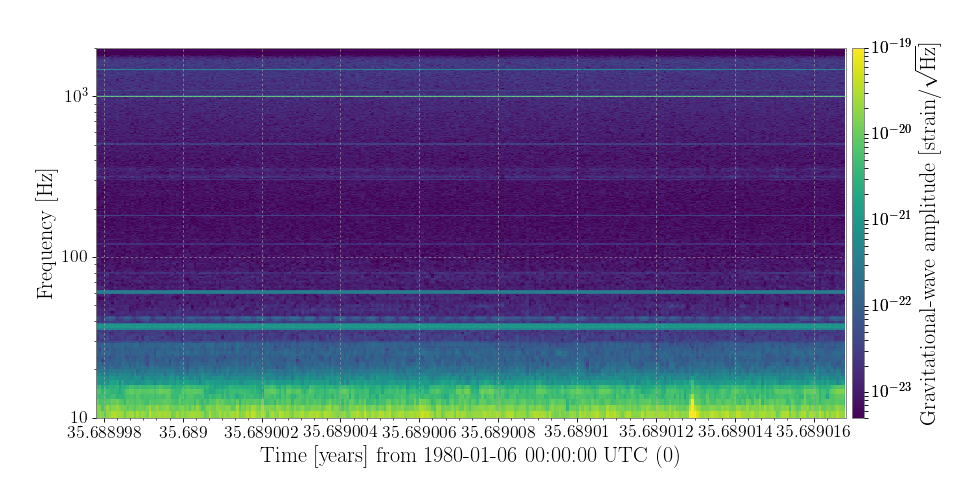 10³
100
10
Frequency [Hz]
35.688998 35.689 35.689002 35.689004 35.689006 35.689008 35.68901 35.689012 35.689014 35.689016
Time [years] from 1980-01-06 00:00:00 UTC (0)
10⁻¹⁹
10⁻²⁰
10⁻²¹
10⁻²²
10⁻²³
Gravitational-wave amplitude [strain/√Hz]